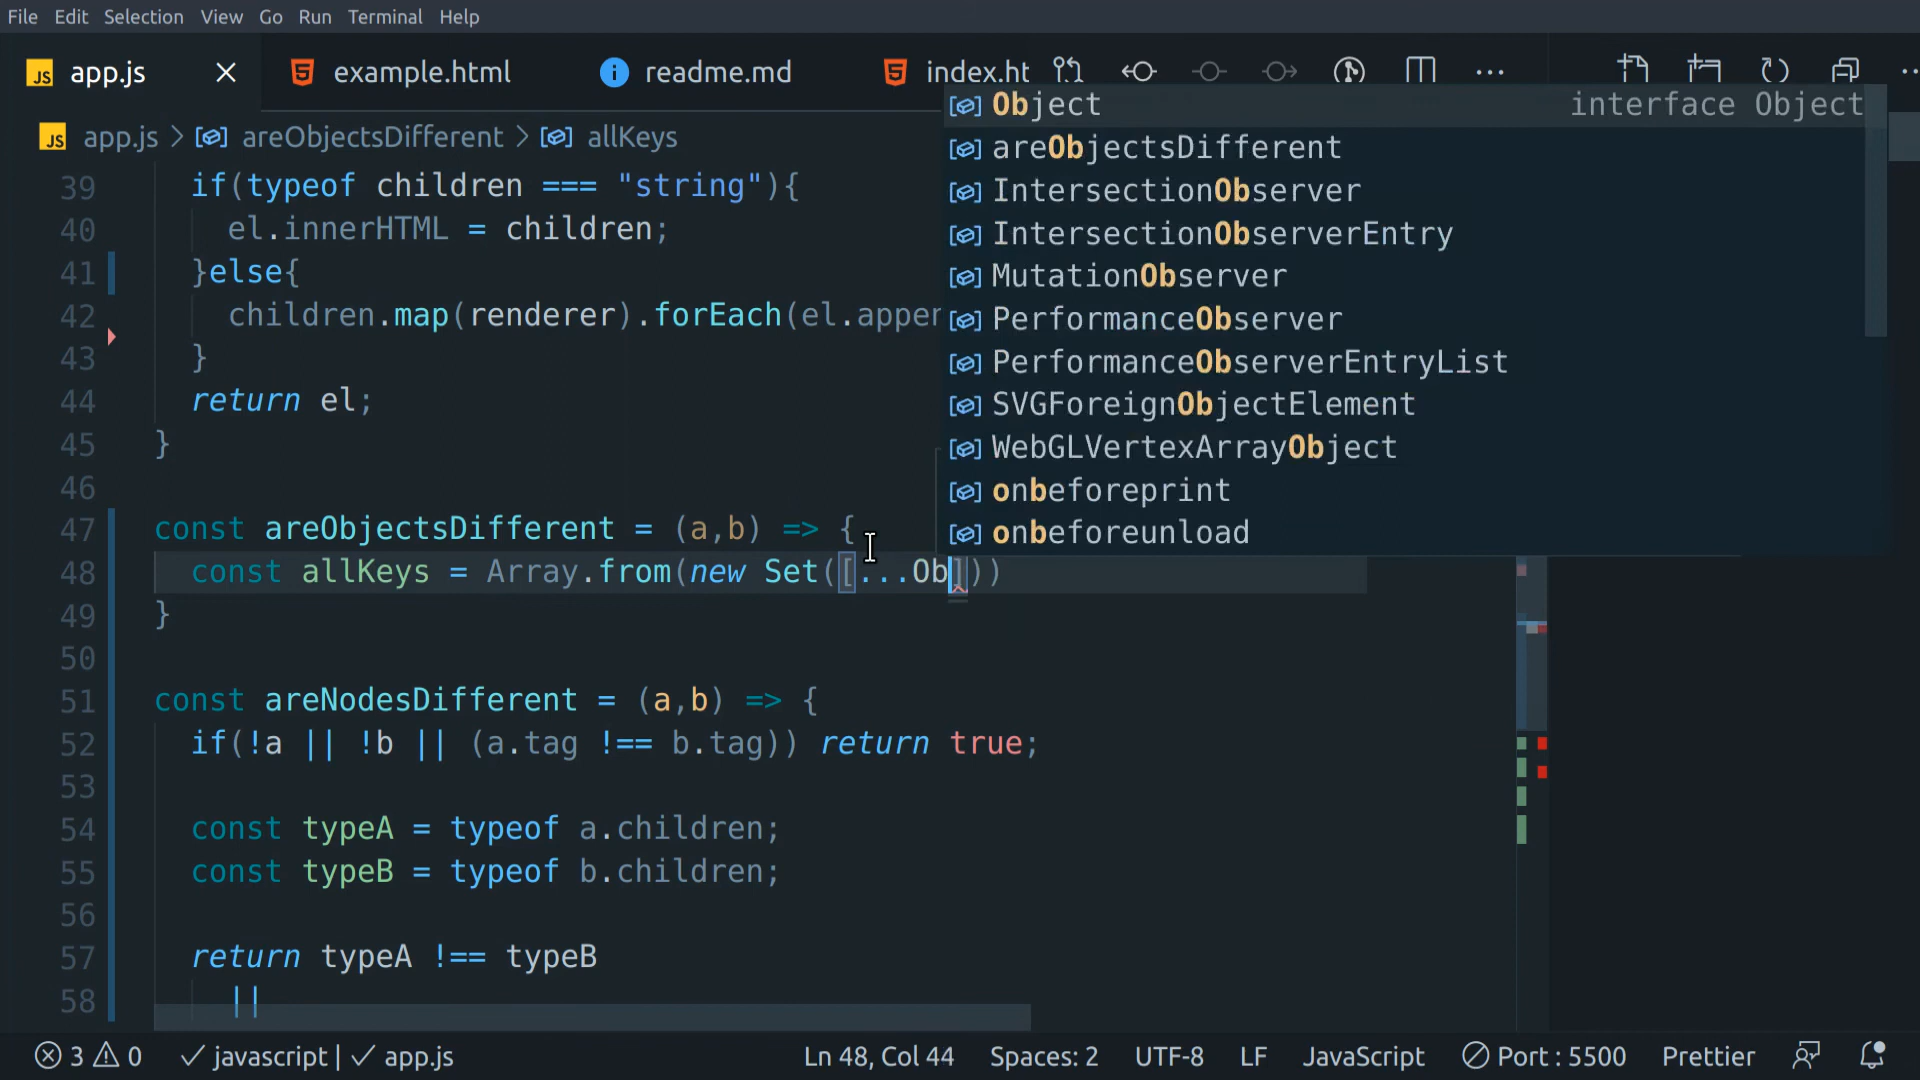 File Edit Selection View Go Run Terminal Help
JS app.js example.html readme.md index.ht
JS app.js > areObjectsDifferent > allKeys
39 if(typeof children === "string"){
40 el.innerHTML = children;
41 }else{
42 children.map(renderer).forEach(el.apper
43 }
44 return el;
45 }
46
47 const areObjectsDifferent = (a,b) => {
48 const allKeys = Array.from(new Set([...Ob]))
49 }
50
51 const areNodesDifferent = (a,b) => {
52 if(!a || !b || (a.tag !== b.tag)) return true;
53
54 const typeA = typeof a.children;
55 const typeB = typeof b.children;
56
57 return typeA !== typeB
58 ||
Object interface Object
areObjectsDifferent
IntersectionObserver
IntersectionObserverEntry
MutationObserver
PerformanceObserver
PerformanceObserverEntryList
SVGForeignObjectElement
WebGLVertexArrayObject
onbeforeprint
onbeforeunload
3 0 javascript | app.js Ln 48, Col 44 Spaces: 2 UTF-8 LF JavaScript Port : 5500 Prettier